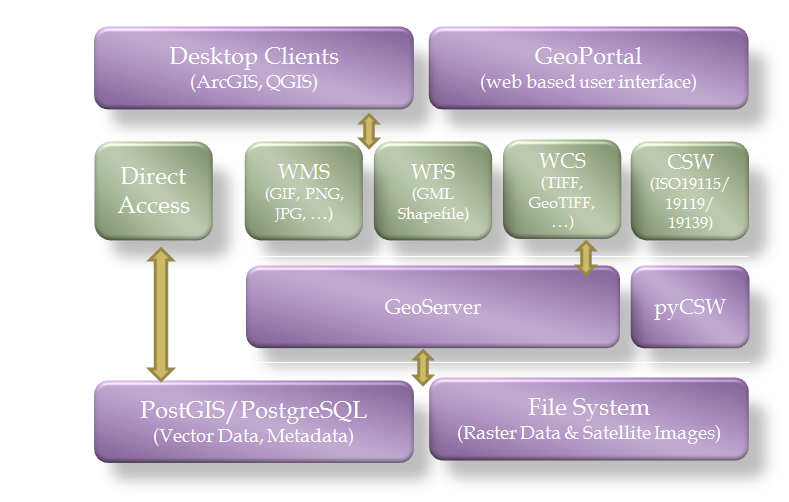 Desktop Clients
(ArcGIS, QGIS)
GeoPortal
(web based user interface)
Direct
Access
WMS
(GIF, PNG,
JPG, …)
WFS
(GML
Shapefile)
WCS
(TIFF,
GeoTIFF,
…)
CSW
(ISO19115/
19119/
19139)
GeoServer
pyCSW
PostGIS/PostgreSQL
(Vector Data, Metadata)
File System
(Raster Data & Satellite Images)